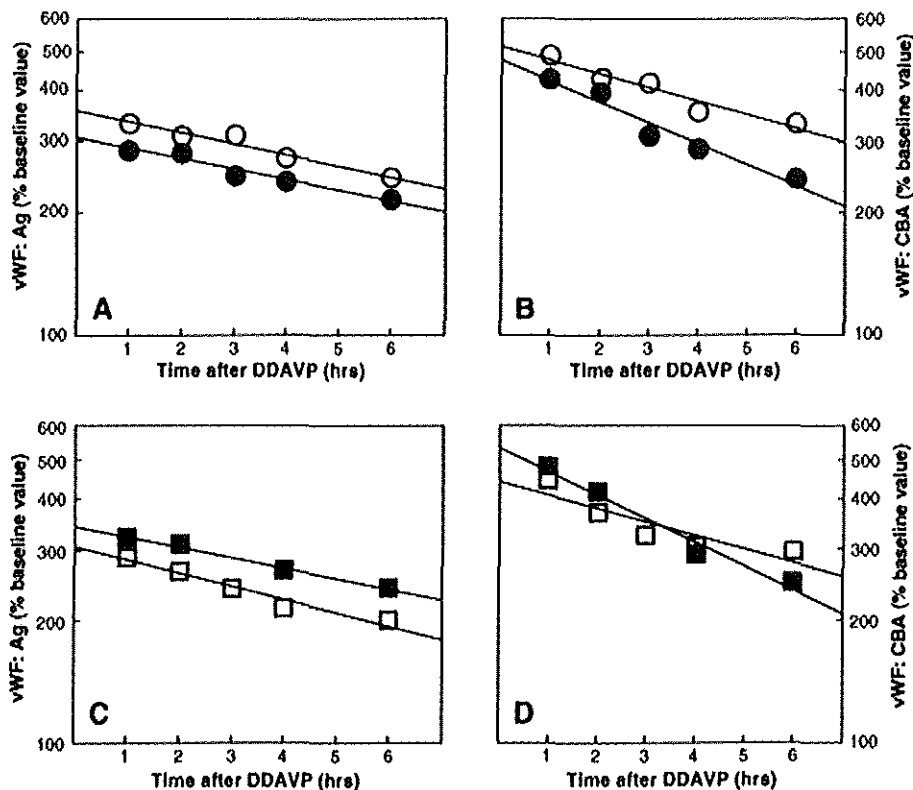 600
500
400
300
200
100
vWF: Ag (% baseline value)
A
1 2 3 4 5 6
Time after DDAVP (hrs)
B
1 2 3 4 5 6
Time after DDAVP (hrs)
600
500
400
300
200
100
vWF: CBA (% baseline value)
600
500
400
300
200
100
vWF: Ag (% baseline value)
C
1 2 3 4 5 6
Time after DDAVP (hrs)
D
1 2 3 4 5 6
Time after DDAVP (hrs)
600
500
400
300
200
100
vWF: CBA (% baseline value)